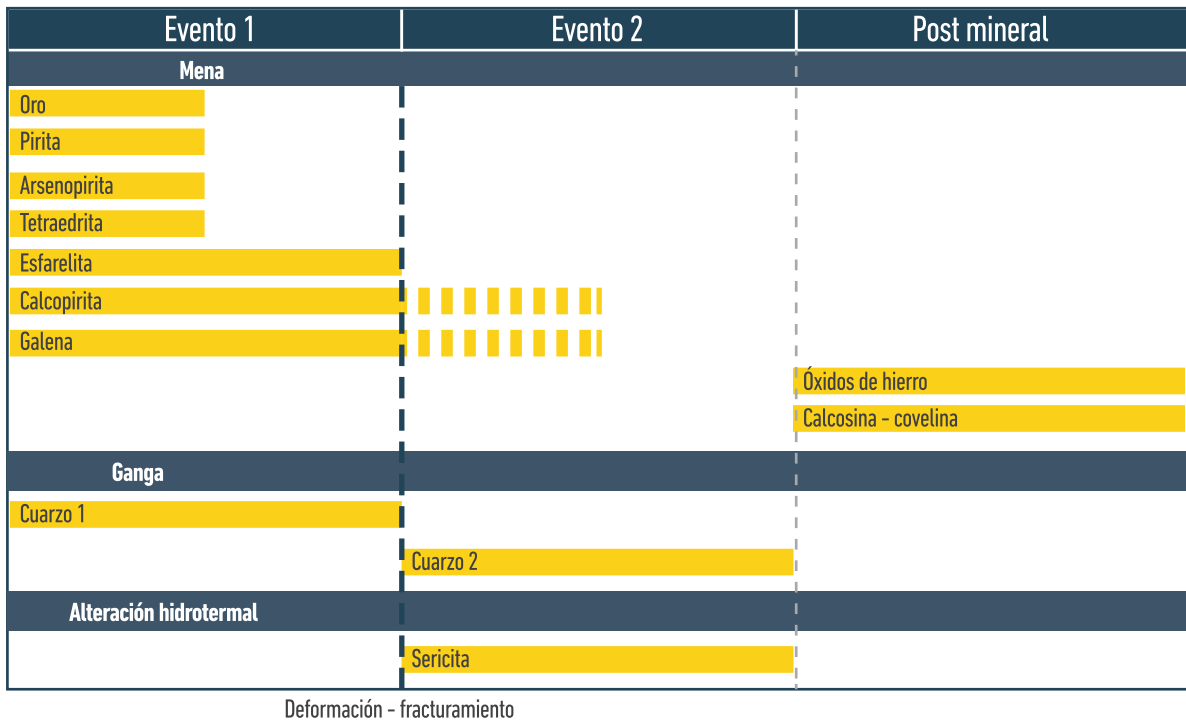 Evento 1
Evento 2
Post mineral
Mena
Oro
Pirita
Arsenopirita
Tetraedrita
Esfarelita
Calcopirita
Galena
Óxidos de hierro
Calcosina - covelina
Ganga
Cuarzo 1
Cuarzo 2
Alteración hidrotermal
Sericita
Deformación - fracturamiento